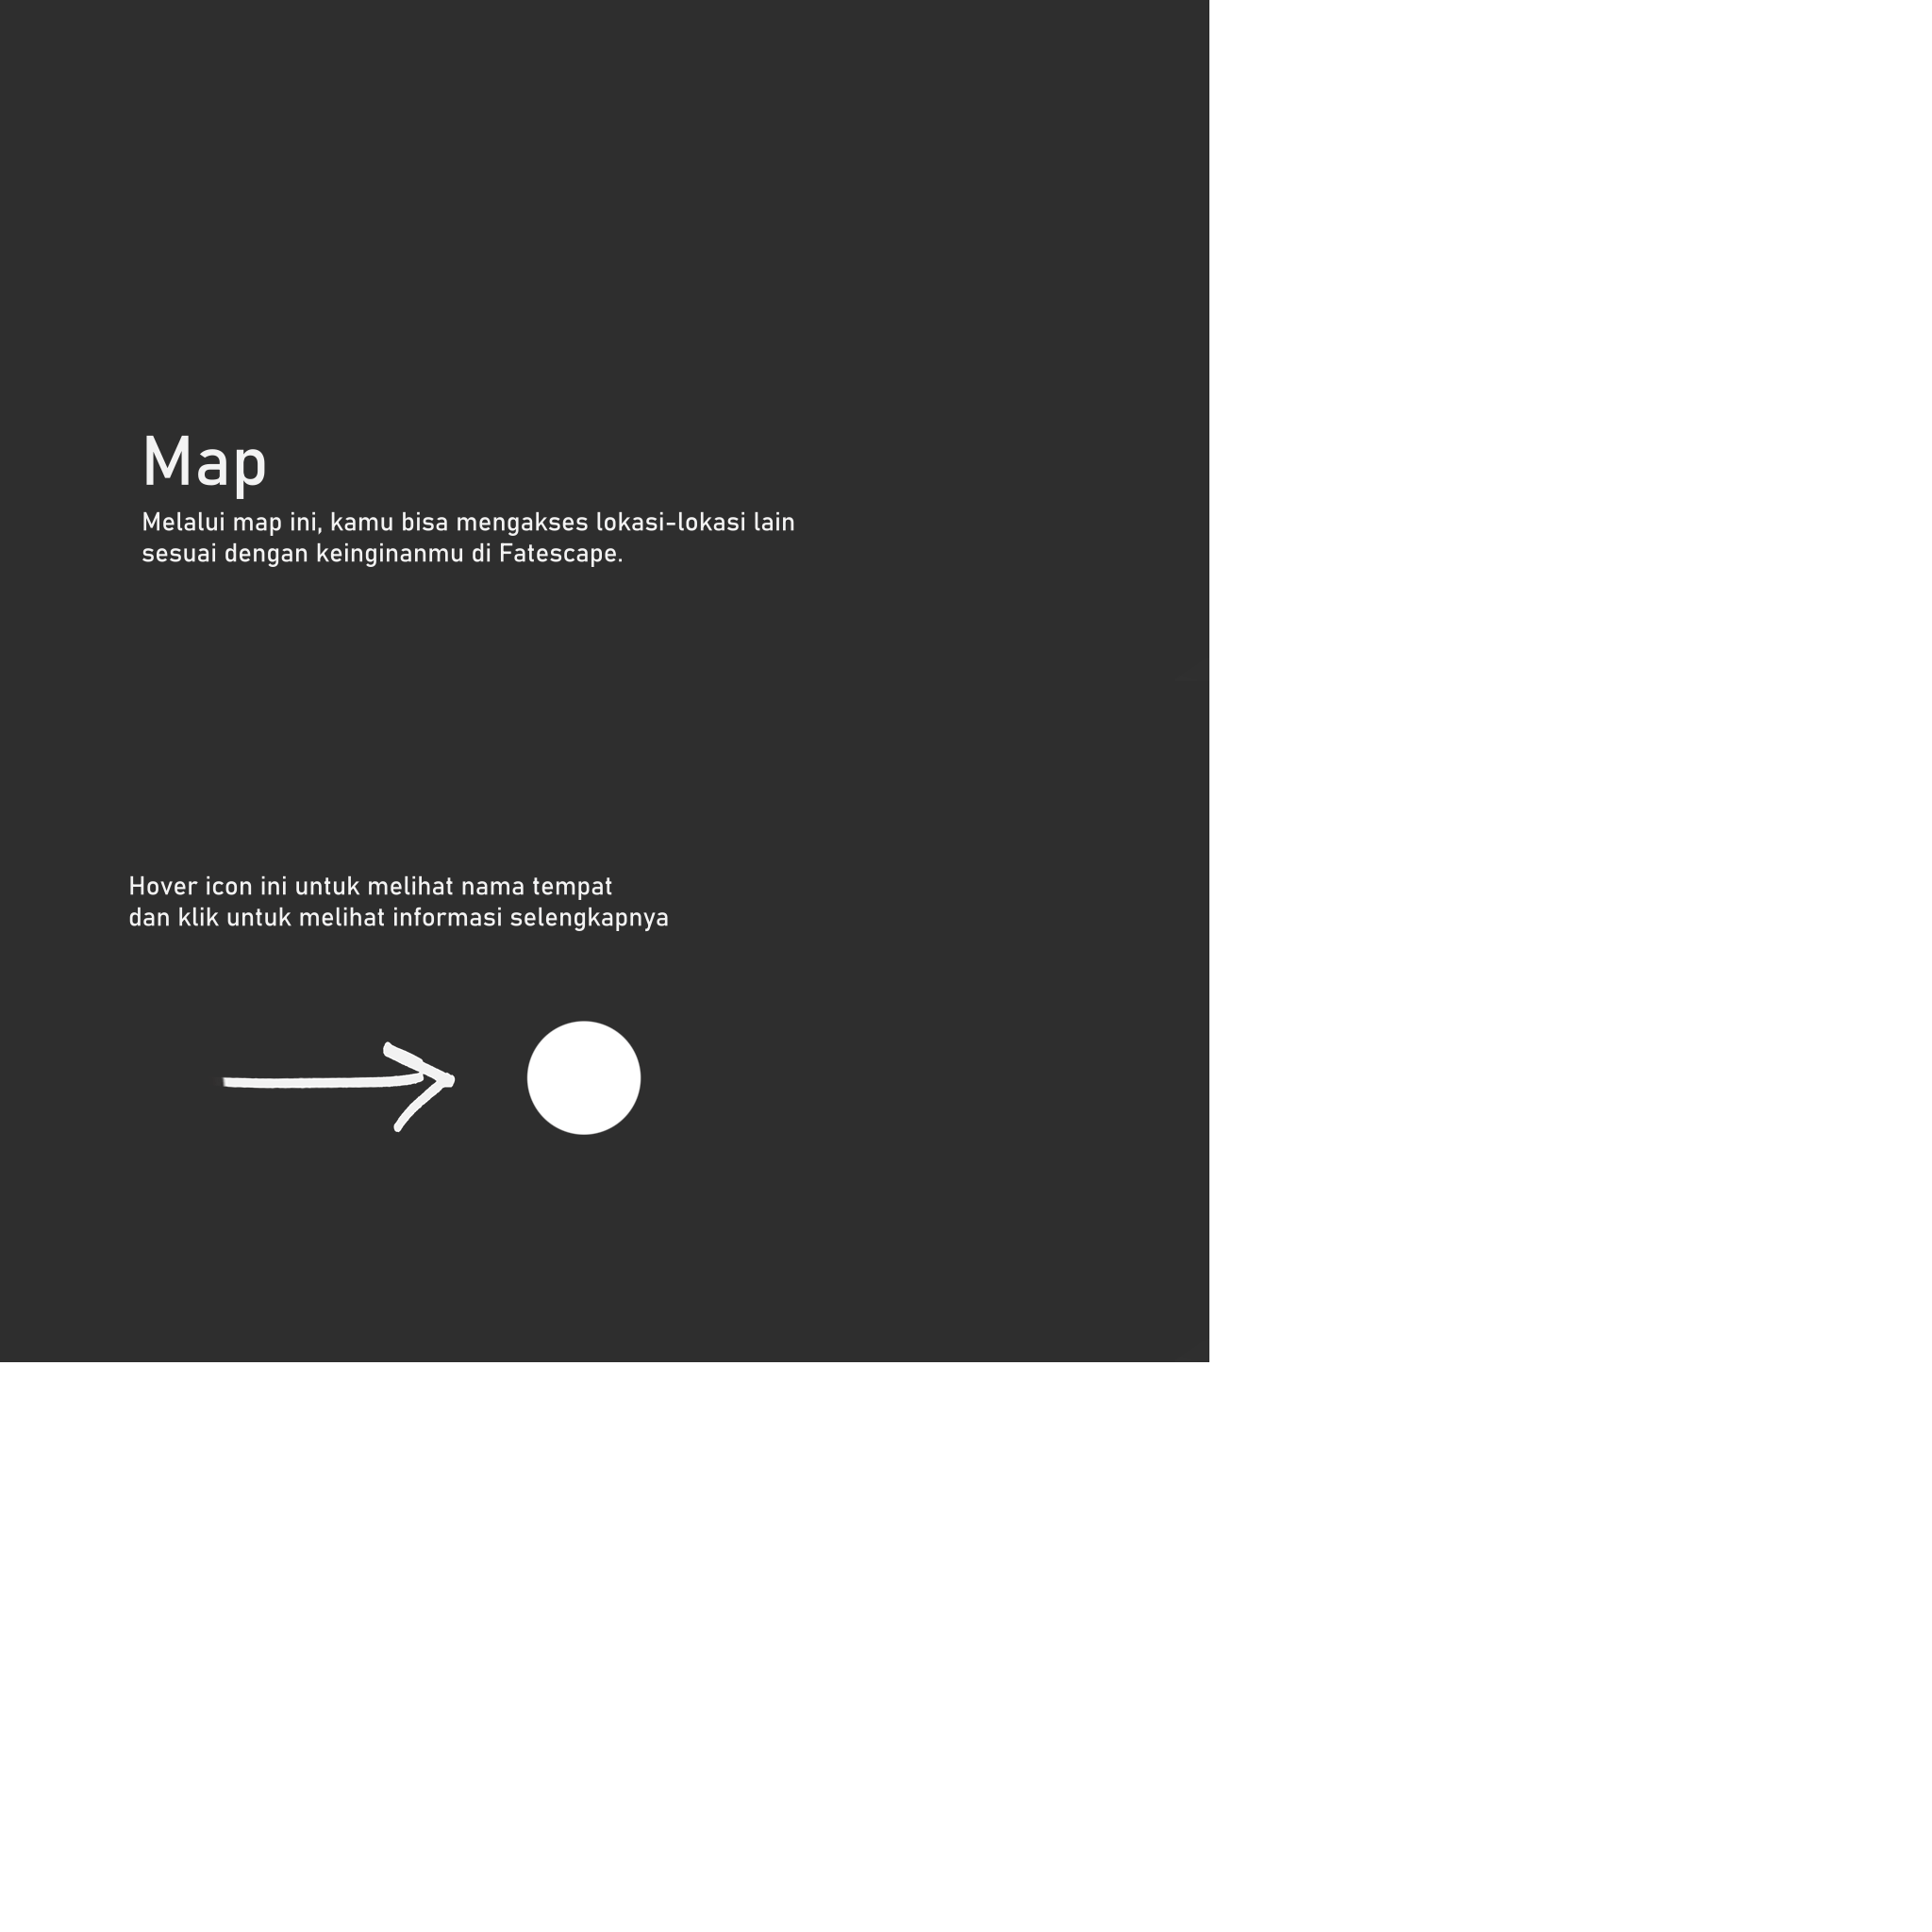 Map
Melalui map ini, kamu bisa mengakses lokasi-lokasi lain
sesuai dengan keinginanmu di Fatescape.
Hover icon ini untuk melihat nama tempat
dan klik untuk melihat informasi selengkapnya